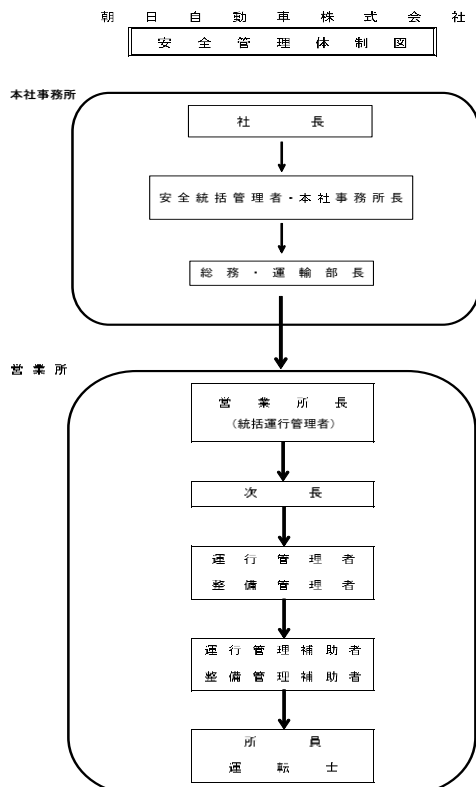 朝日自動車株式会社
安全管理体制図
本社事務所
社長
安全統括管理者・本社事務所長
総務・運輸部長
営業所
営業所長
(統括運行管理者)
次長
運行管理者
整備管理者
運行管理補助者
整備管理補助者
所員
運転士